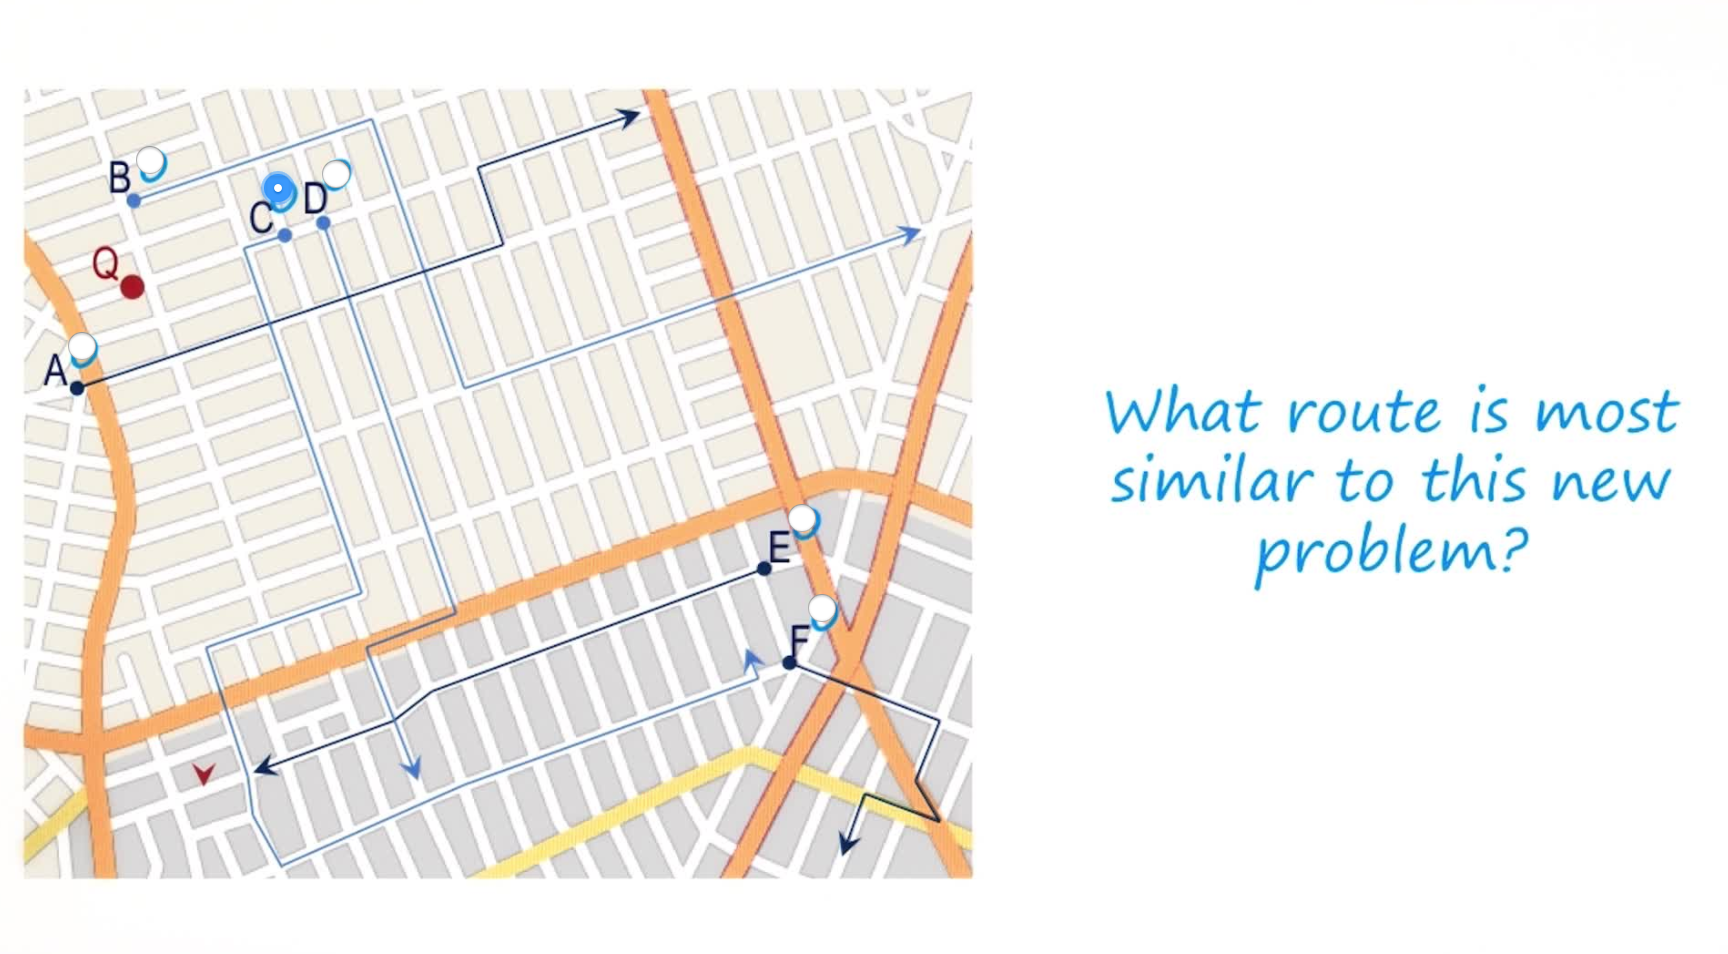 B
C D
Q
A
E
F
What route is most
similar to this new
problem?